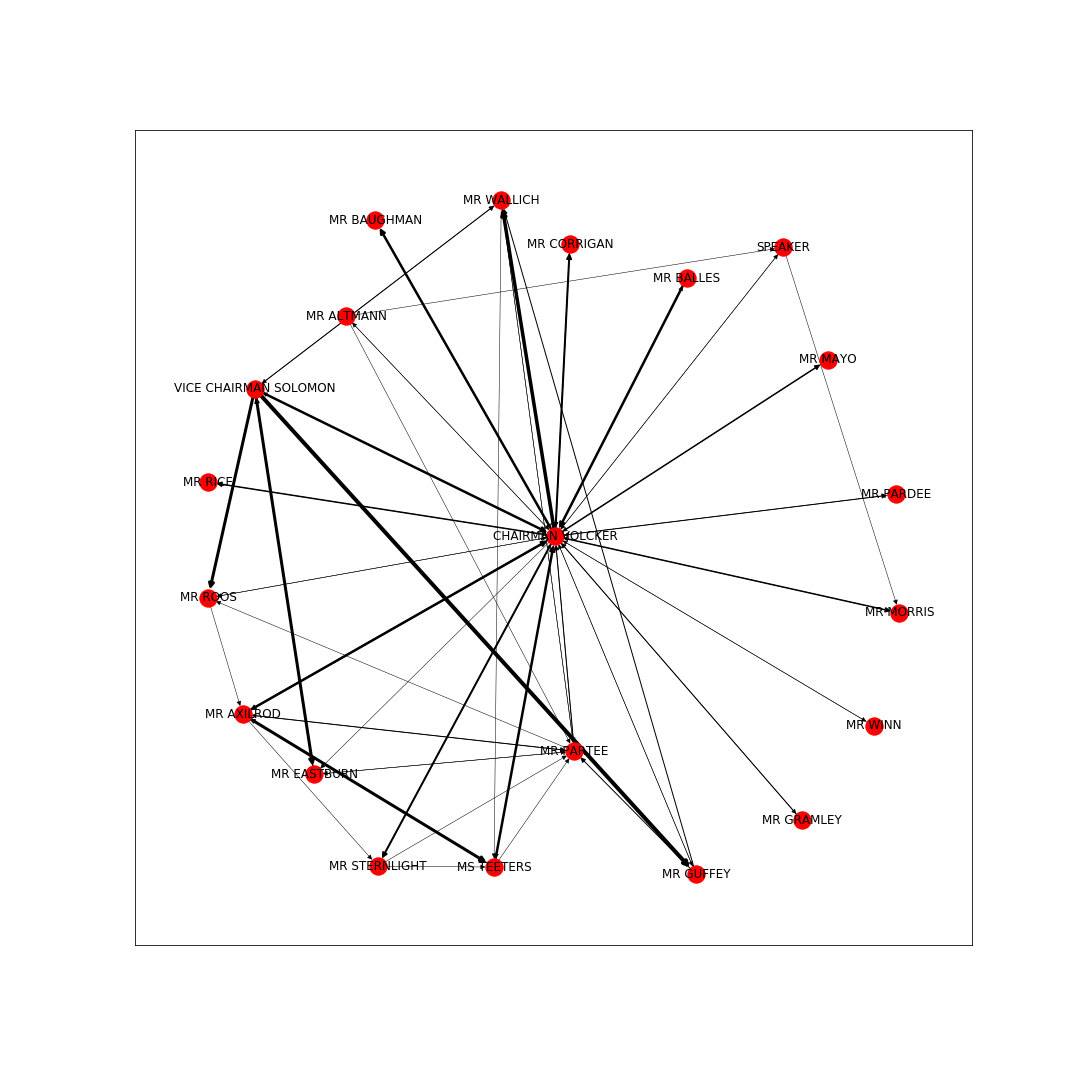 MR WALLICH
MR BAUGHMAN
MR CORRIGAN
SPEAKER
MR BALLES
MR ALTMANN
MR MAYO
VICE CHAIRMAN SOLOMON
MR RICE
MR PARDEE
CHAIRMAN VOLCKER
MR ROOS
MR MORRIS
MR AXILROD
MR WINN
MR PARTEE
MR EASTBURN
MR GRAMLEY
MR STERNLIGHT
MS TEETERS
MR GUFFEY